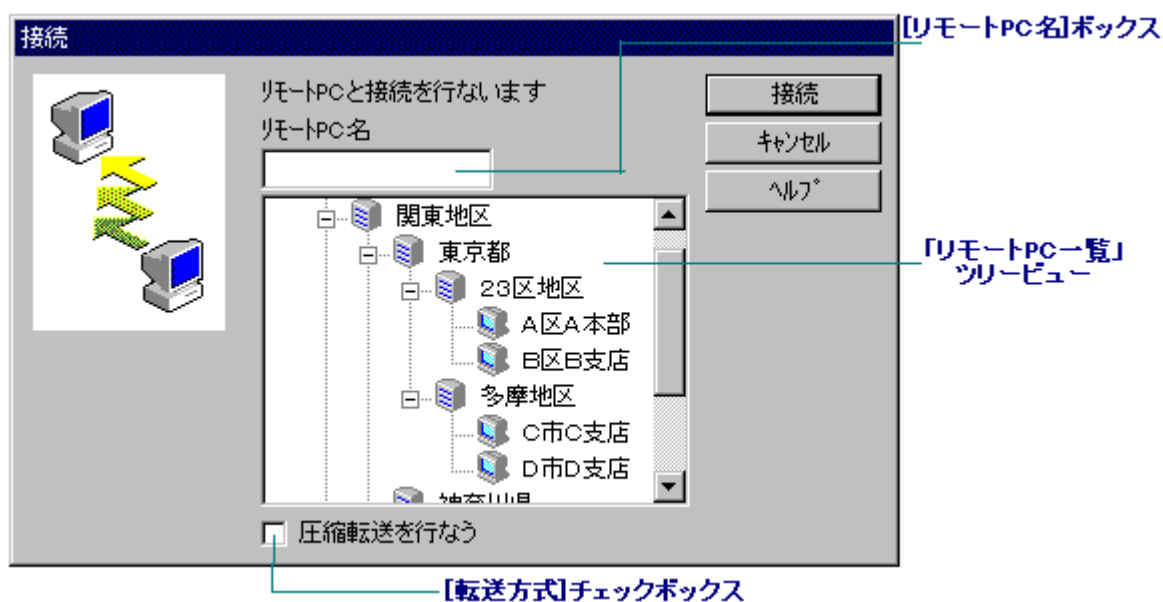 接続
[リモートPC名]ボックス
リモートPCと接続を行ないます
リモートPC名
接続
キャンセル
ヘルプ
関東地区
東京都
23区地区
A区A本部
B区B支店
多摩地区
C市C支店
D市D支店
神奈川県
「リモートPC一覧」
ツリービュー
圧縮転送を行なう
[転送方式]チェックボックス